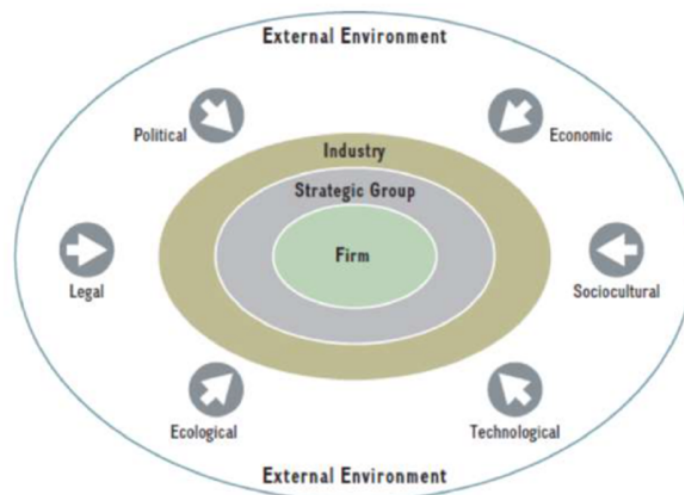 External Environment
Political
Economic
Industry
Strategic Group
Firm
Legal
Sociocultural
Ecological
Technological
External Environment